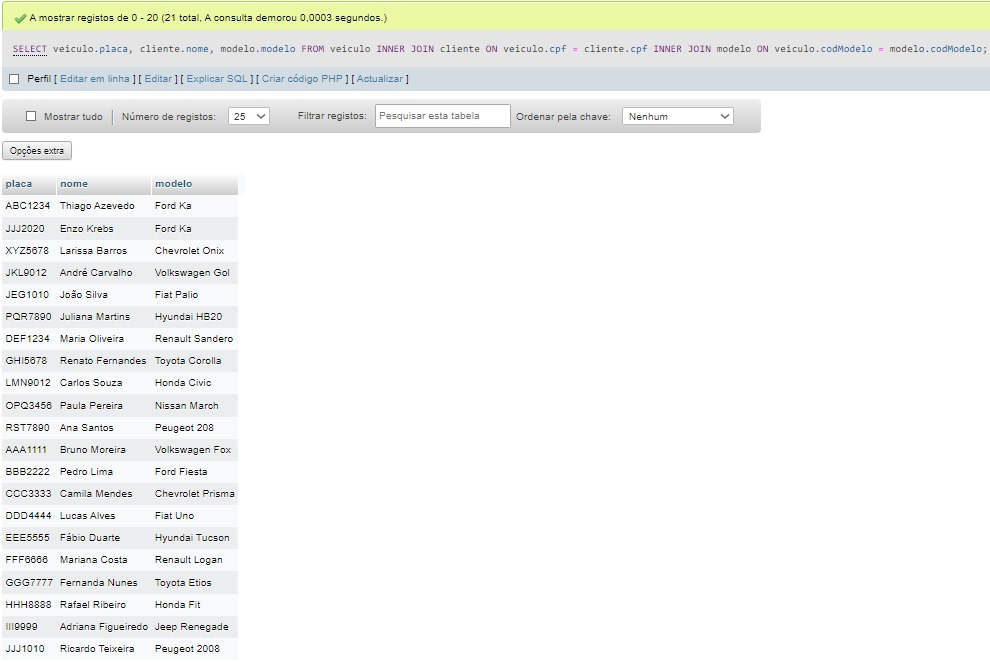 A mostrar registos de 0 - 20 (21 total, A consulta demorou 0,0003 segundos.)
SELECT veiculo.placa, cliente.nome, modelo.modelo FROM veiculo INNER JOIN cliente ON veiculo.cpf = cliente.cpf INNER JOIN modelo ON veiculo.codModelo = modelo.codModelo;
Perfil [ Editar em linha ] [ Editar ] [ Explicar SQL ] [ Criar código PHP ] [ Actualizar ]
Mostrar tudo Número de registos: 25 Filtrar registos: Pesquisar esta tabela Ordenar pela chave: Nenhum
Opções extra
placa nome modelo
ABC1234 Thiago Azevedo Ford Ka
JJJ2020 Enzo Krebs Ford Ka
XYZ5678 Larissa Barros Chevrolet Onix
JKL9012 André Carvalho Volkswagen Gol
JEG1010 João Silva Fiat Palio
PQR7890 Juliana Martins Hyundai HB20
DEF1234 Maria Oliveira Renault Sandero
GHI5678 Renato Fernandes Toyota Corolla
LMN9012 Carlos Souza Honda Civic
OPQ3456 Paula Pereira Nissan March
RST7890 Ana Santos Peugeot 208
AAA1111 Bruno Moreira Volkswagen Fox
BBB2222 Pedro Lima Ford Fiesta
CCC3333 Camila Mendes Chevrolet Prisma
DDD4444 Lucas Alves Fiat Uno
EEE5555 Fábio Duarte Hyundai Tucson
FFF6666 Mariana Costa Renault Logan
GGG7777 Fernanda Nunes Toyota Etios
HHH8888 Rafael Ribeiro Honda Fit
III9999 Adriana Figueiredo Jeep Renegade
JJJ1010 Ricardo Teixeira Peugeot 2008